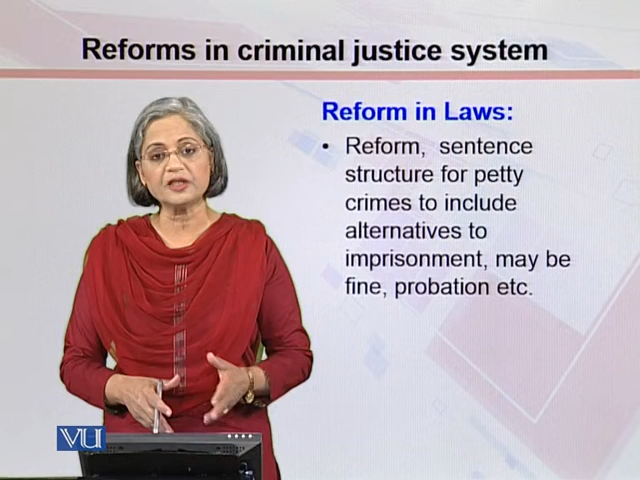 Reforms in criminal justice system
Reform in Laws:
• Reform, sentence
structure for petty
crimes to include
alternatives to
imprisonment, may be
fine, probation etc.
VU